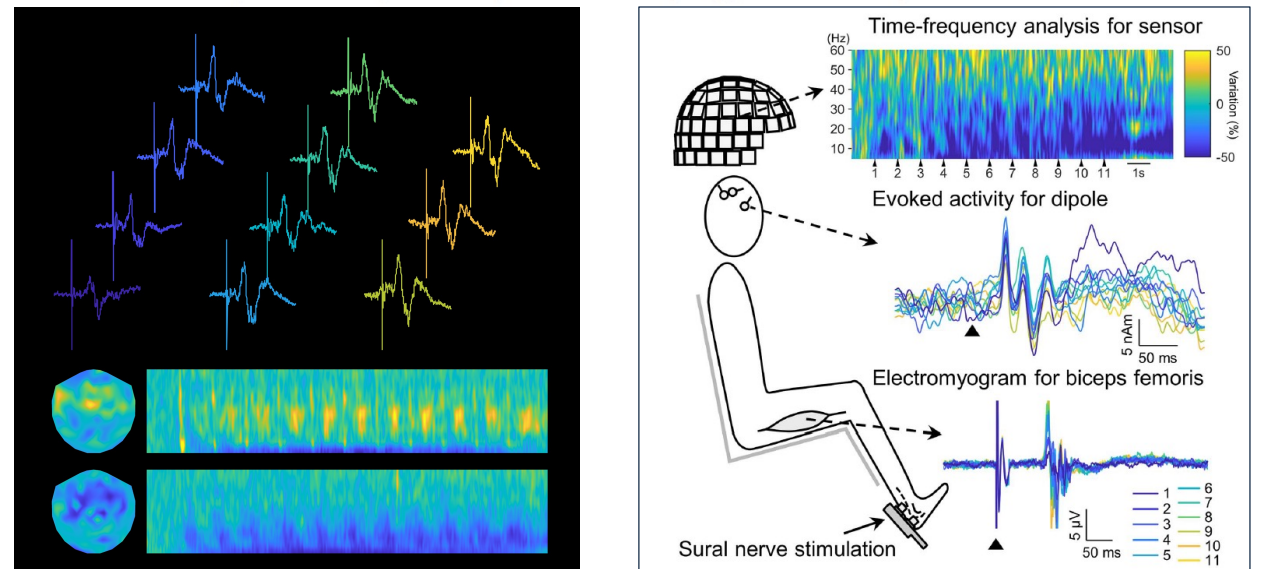 Time-frequency analysis for sensor
(Hz)
60
50
40
30
20
10
50
0
-50
Variation (%)
1 2 3 4 5 6 7 8 9 10 11 1s
Evoked activity for dipole
5 nAm
50 ms
Electromyogram for biceps femoris
5 μV
50 ms
1
2
3
4
5
6
7
8
9
10
11
Sural nerve stimulation